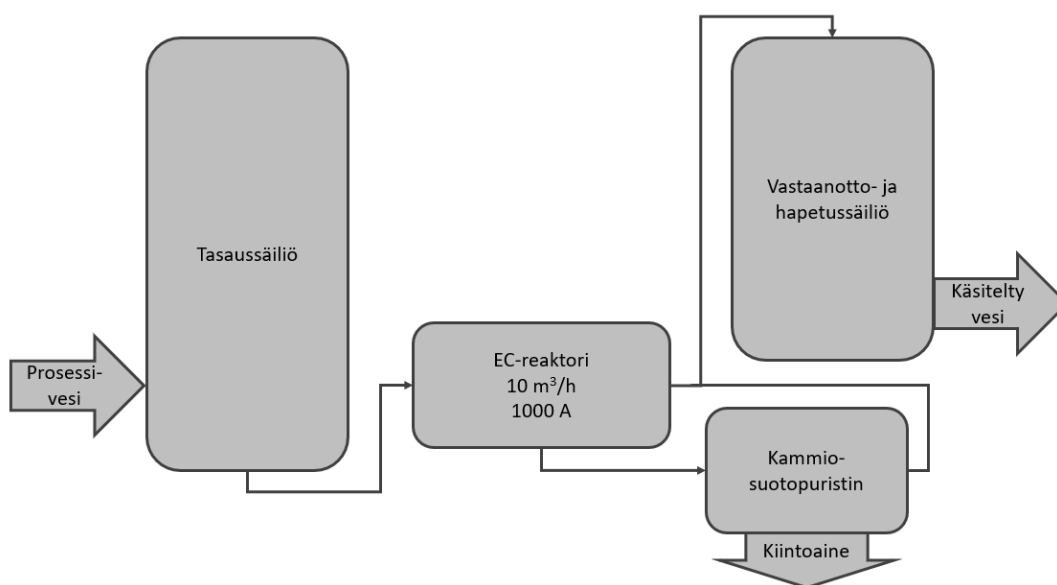 Prosessi-
vesi
Tasaussäiliö
EC-reaktori
10 m³/h
1000 A
Vastaanotto- ja
hapetussäiliö
Käsitelty
vesi
Kammio-
suotopuristin
Kiintoaine